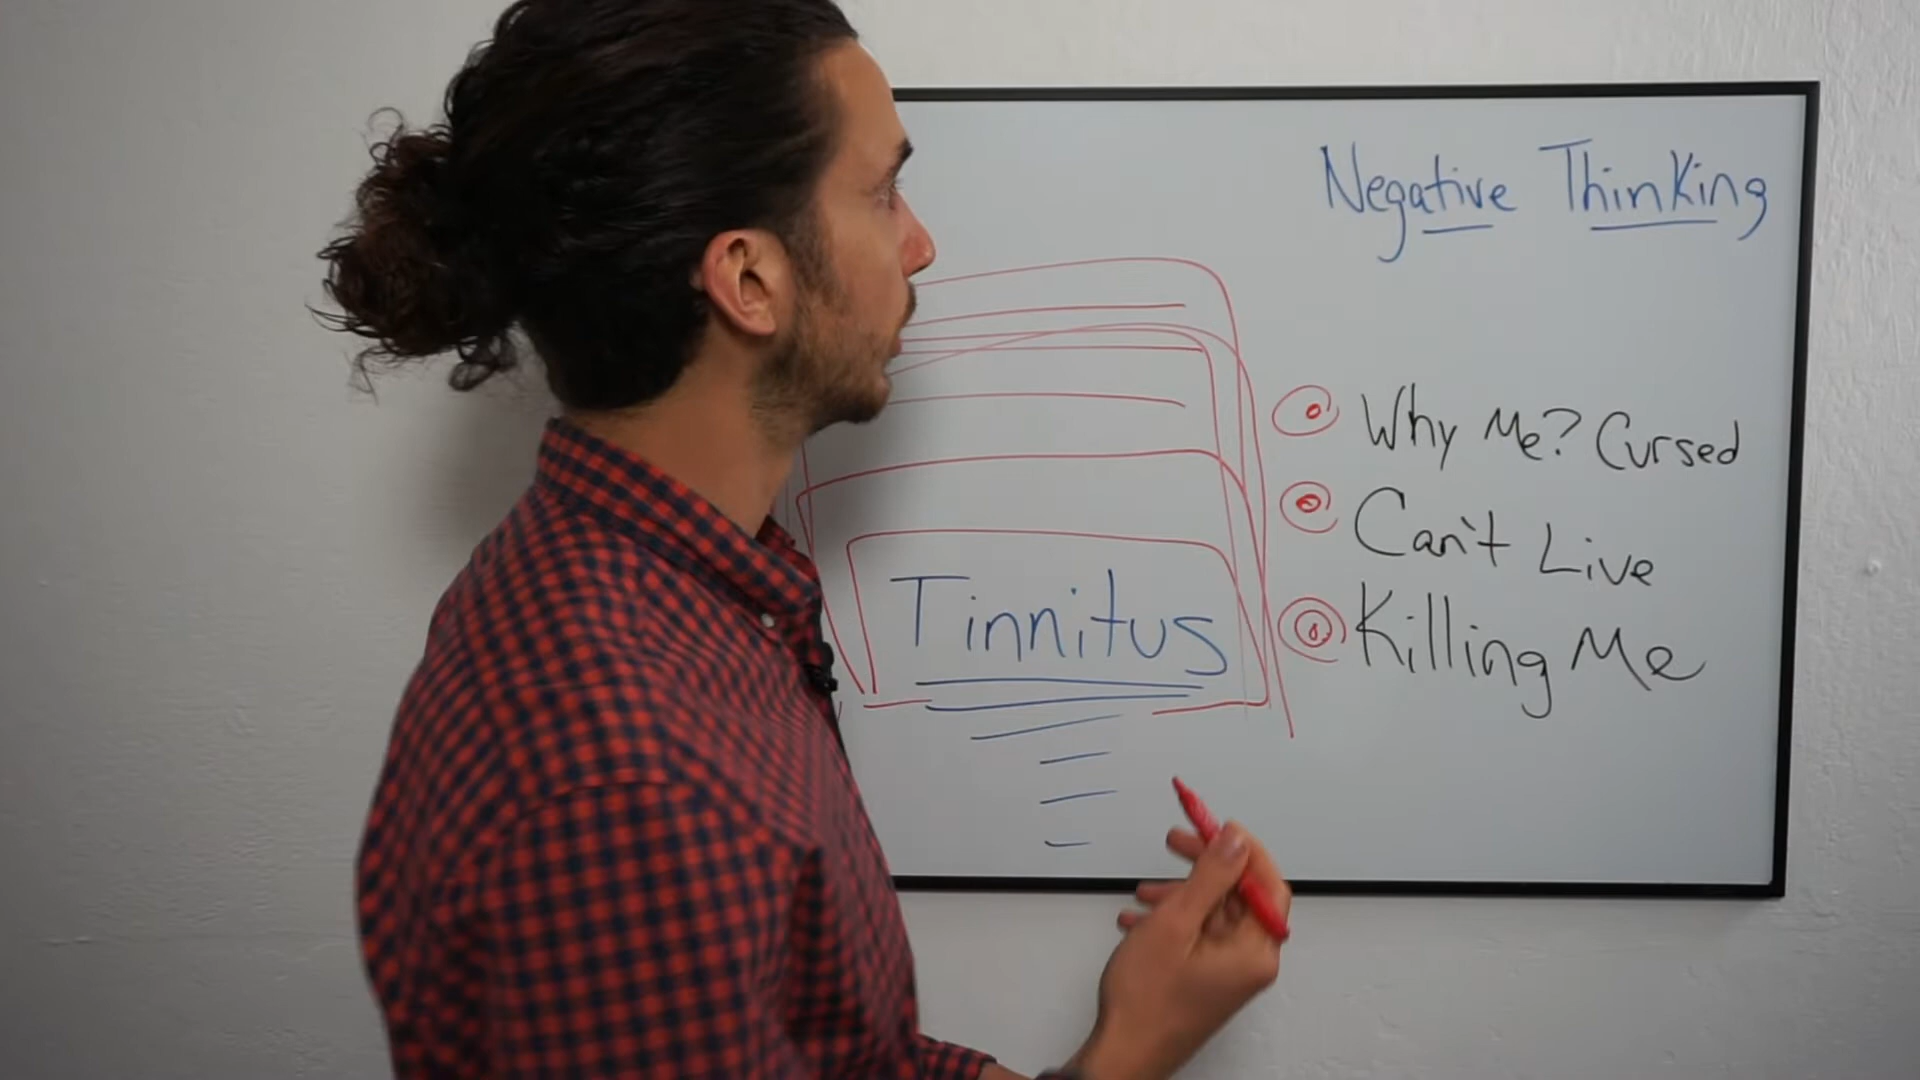 Negative Thinking
Why Me? Cursed
Can't Live
Killing Me
Tinnitus